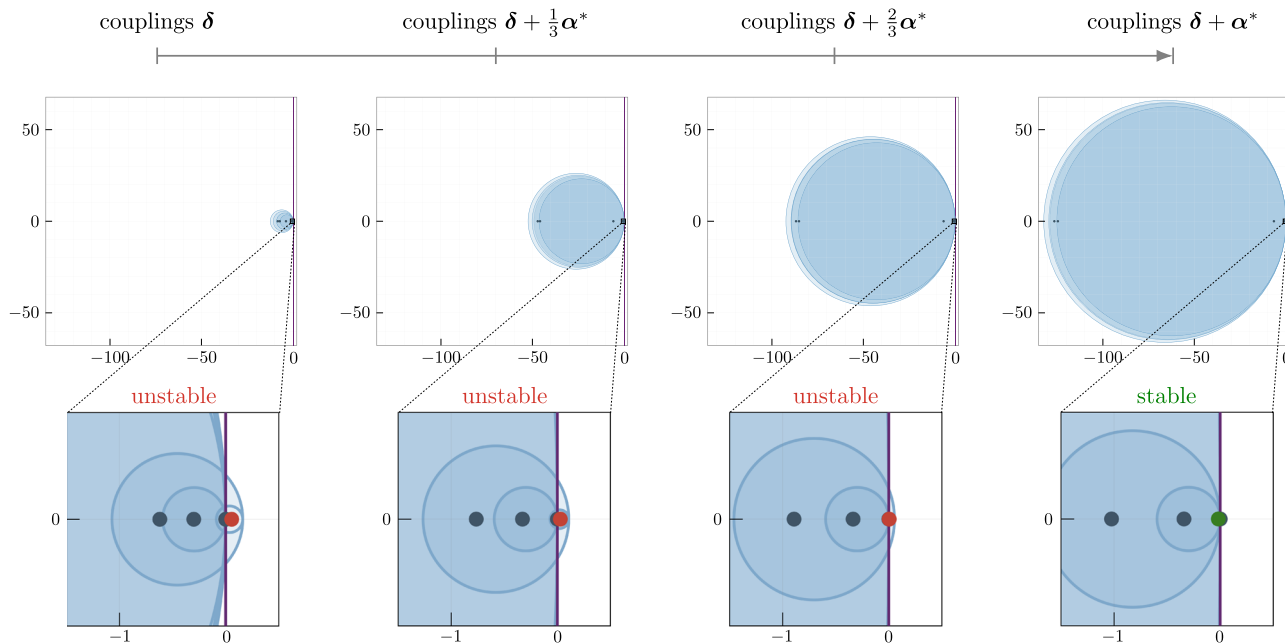 couplings δ couplings δ + 1/3 α* couplings δ + 2/3 α* couplings δ + α*
50 50 50 50
0 0 0 0
−50 −50 −50 −50
−100 −50 0 −100 −50 0 −100 −50 0 −100 −50 0
unstable unstable unstable stable
0 0 0 0
−1 0 −1 0 −1 0 −1 0